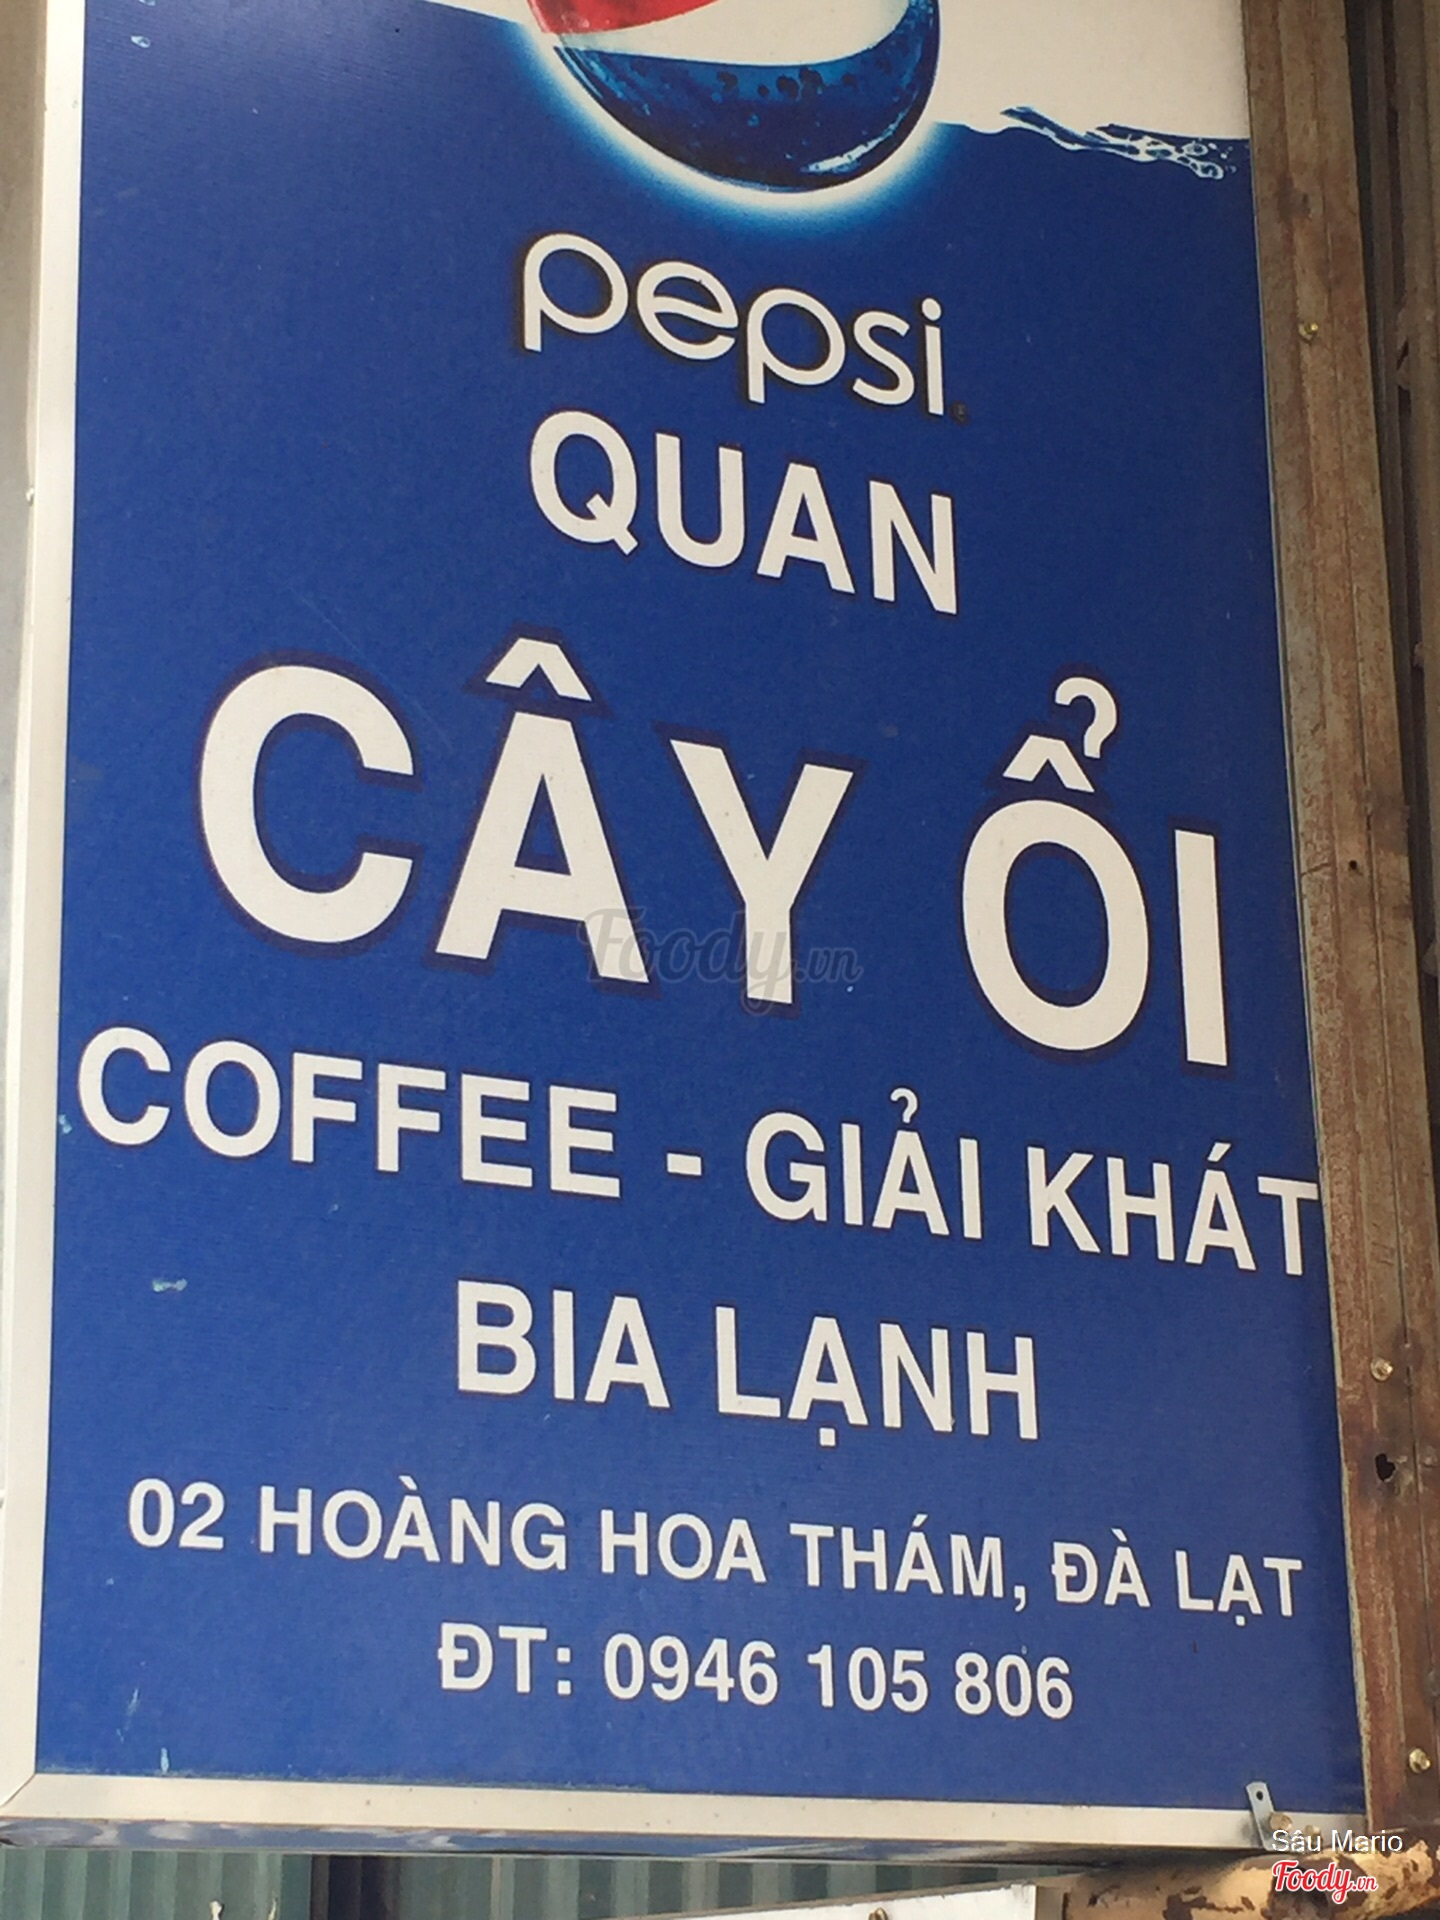 pepsi
QUAN
CÂY ỔI
Foody.vn
COFFEE - GIẢI KHÁT
BIA LẠNH
02 HOÀNG HOA THÁM, ĐÀ LẠT
ĐT: 0946 105 806
Sâu Mario
Foody.vn